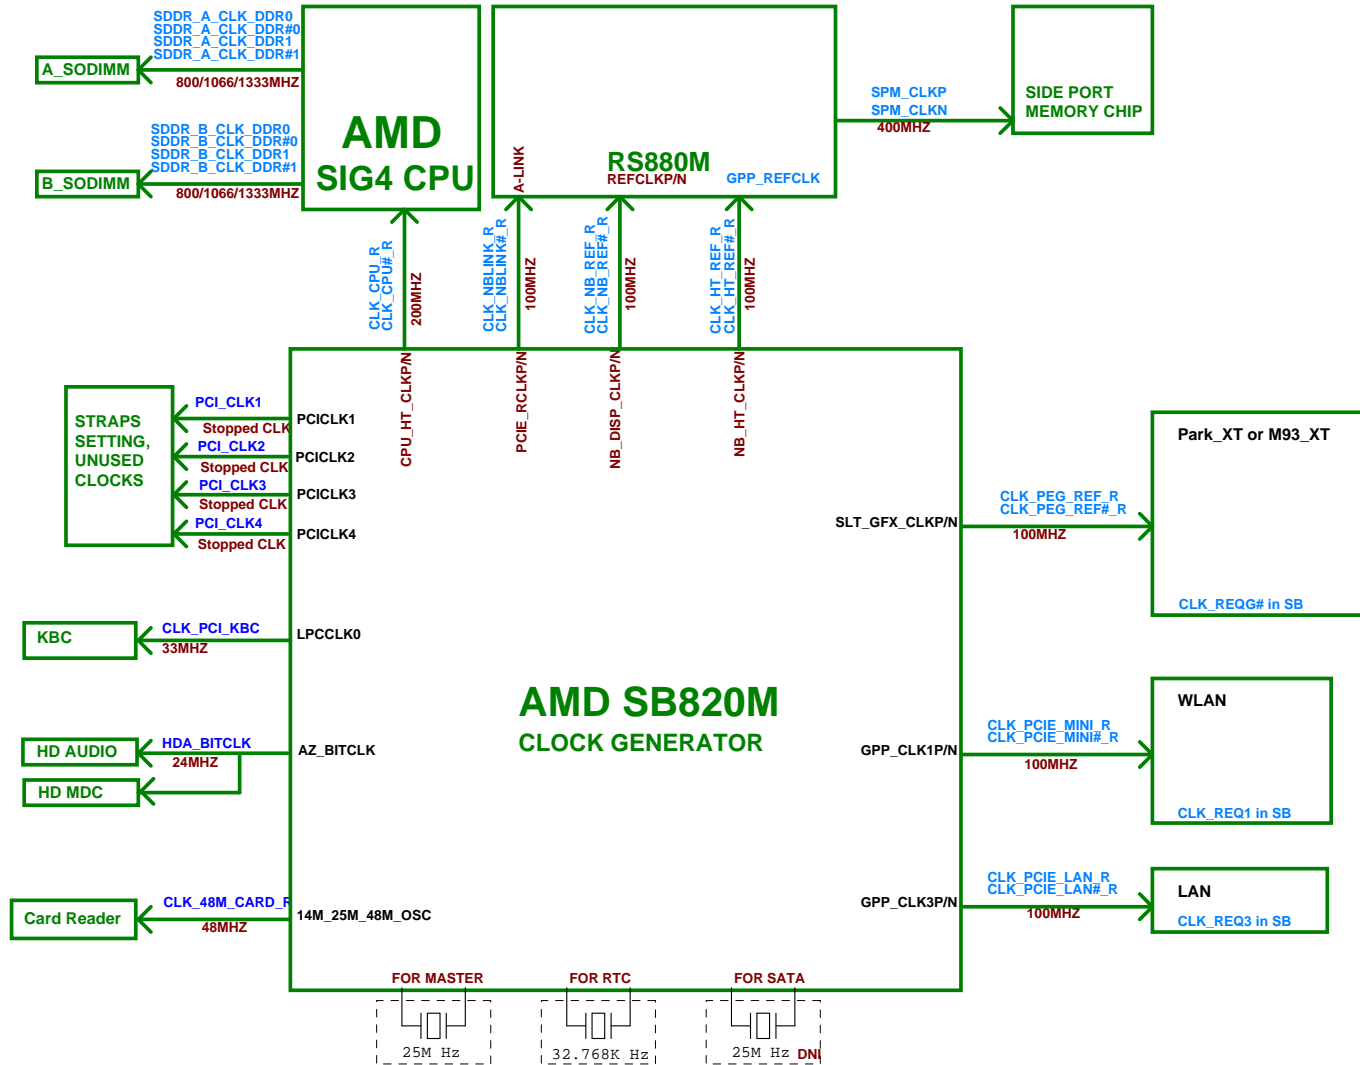 SDDR_A_CLK_DDR0
SDDR_A_CLK_DDR#0
SDDR_A_CLK_DDR1
SDDR_A_CLK_DDR#1
A_SODIMM
800/1066/1333MHZ
SDDR_B_CLK_DDR0
SDDR_B_CLK_DDR#0
SDDR_B_CLK_DDR1
SDDR_B_CLK_DDR#1
B_SODIMM
800/1066/1333MHZ
AMD
SIG4 CPU
RS880M
A-LINK
REFCLKP/N
GPP_REFCLK
SPM_CLKP
SPM_CLKN
400MHZ
SIDE PORT
MEMORY CHIP
CLK_CPU_R
CLK_CPU#_R
200MHZ
CLK_NBLINK_R
CLK_NBLINK#_R
100MHZ
CLK_NB_REF_R
CLK_NB_REF#_R
100MHZ
CLK_HT_REF_R
CLK_HT_REF#_R
100MHZ
CPU_HT_CLKP/N
PCIE_RCLKP/N
NB_DISP_CLKP/N
NB_HT_CLKP/N
STRAPS
SETTING,
UNUSED
CLOCKS
PCI_CLK1
Stopped CLK
PCI_CLK2
Stopped CLK
PCI_CLK3
Stopped CLK
PCI_CLK4
Stopped CLK
PCICLK1
PCICLK2
PCICLK3
PCICLK4
SLT_GFX_CLKP/N
CLK_PEG_REF_R
CLK_PEG_REF#_R
100MHZ
Park_XT or M93_XT
CLK_REQG# in SB
KBC
CLK_PCI_KBC
33MHZ
LPCCLK0
AMD SB820M
CLOCK GENERATOR
HD AUDIO
HDA_BITCLK
24MHZ
AZ_BITCLK
HD MDC
GPP_CLK1P/N
CLK_PCIE_MINI_R
CLK_PCIE_MINI#_R
100MHZ
WLAN
CLK_REQ1 in SB
Card Reader
CLK_48M_CARD_R
48MHZ
14M_25M_48M_OSC
GPP_CLK3P/N
CLK_PCIE_LAN_R
CLK_PCIE_LAN#_R
100MHZ
LAN
CLK_REQ3 in SB
FOR MASTER
25M Hz
FOR RTC
32.768K Hz
FOR SATA
25M Hz DNI